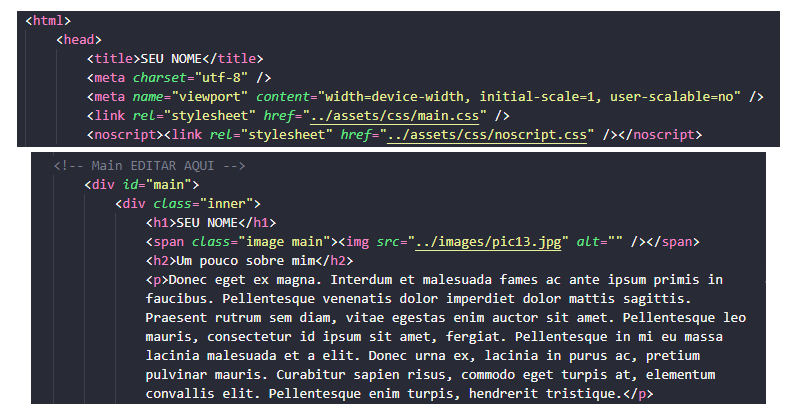 <html>
<head>
<title>SEU NOME</title>
<meta charset="utf-8" />
<meta name="viewport" content="width=device-width, initial-scale=1, user-scalable=no" />
<link rel="stylesheet" href="../assets/css/main.css" />
<noscript><link rel="stylesheet" href="../assets/css/noscript.css" /></noscript>
<!-- Main EDITAR AQUI -->
<div id="main">
<div class="inner">
<h1>SEU NOME</h1>
<span class="image main"><img src="../images/pic13.jpg" alt="" /></span>
<h2>Um pouco sobre mim</h2>
<p>Donec eget ex magna. Interdum et malesuada fames ac ante ipsum primis in
faucibus. Pellentesque venenatis dolor imperdiet dolor mattis sagittis.
Praesent rutrum sem diam, vitae egestas enim auctor sit amet. Pellentesque leo
mauris, consectetur id ipsum sit amet, fergiat. Pellentesque in mi eu massa
lacinia malesuada et a elit. Donec urna ex, lacinia in purus ac, pretium
pulvinar mauris. Curabitur sapien risus, commodo eget turpis at, elementum
convallis elit. Pellentesque enim turpis, hendrerit tristique.</p>